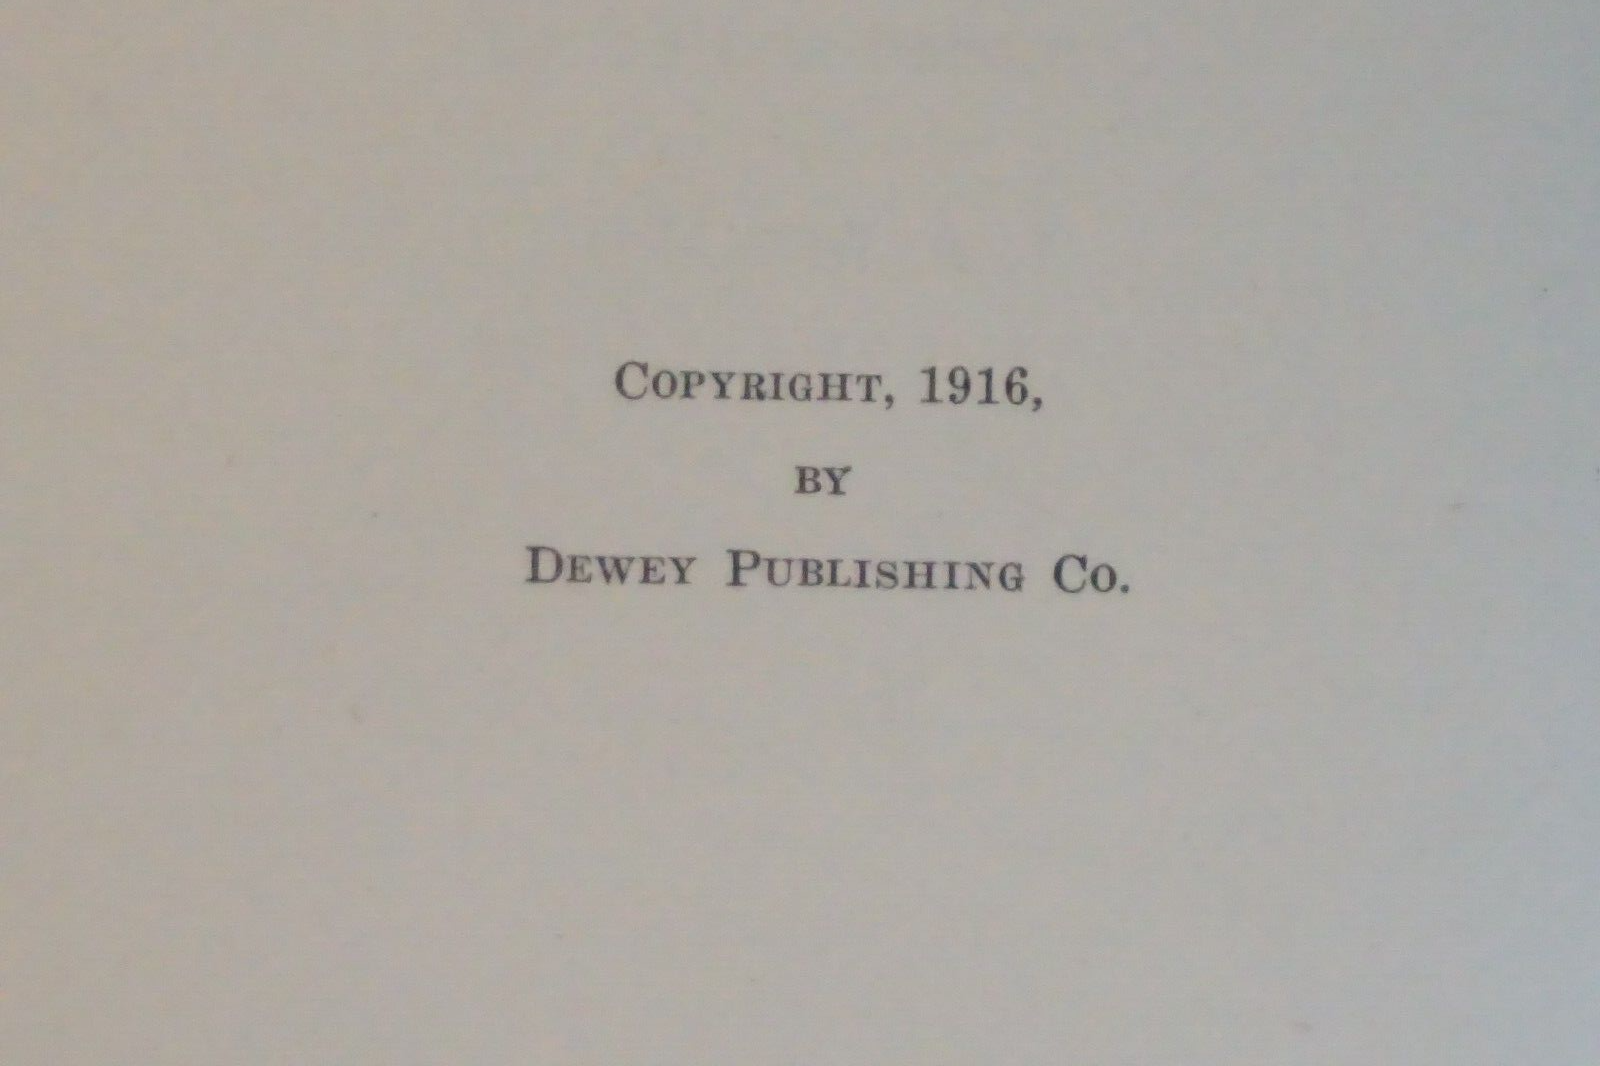 Copyright, 1916,
by
Dewey Publishing Co.